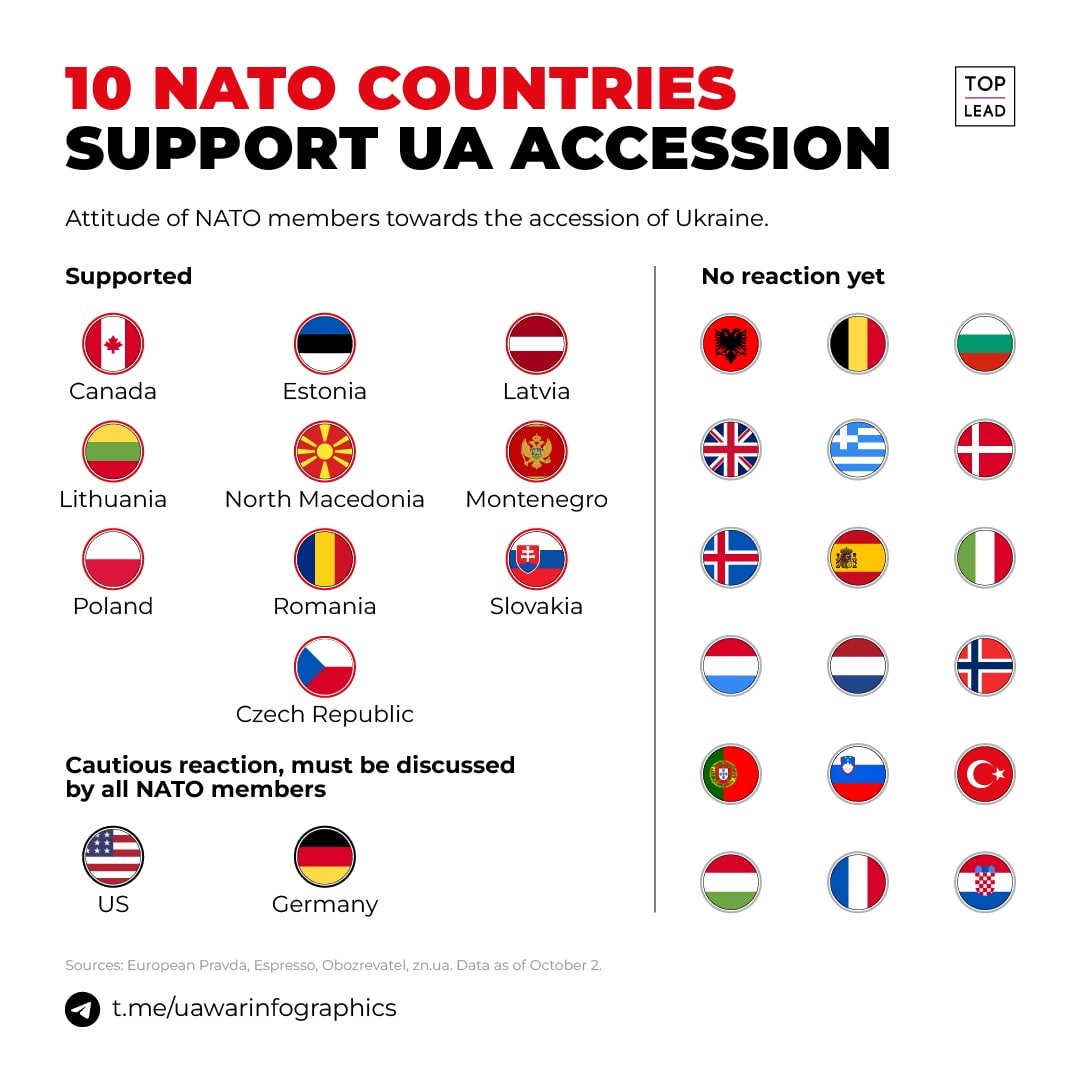 10 NATO COUNTRIES
SUPPORT UA ACCESSION
TOP
LEAD
Attitude of NATO members towards the accession of Ukraine.
Supported
Canada
Estonia
Latvia
Lithuania
North Macedonia
Montenegro
Poland
Romania
Slovakia
Czech Republic
Cautious reaction, must be discussed
by all NATO members
US
Germany
No reaction yet
Sources: European Pravda, Espresso, Obozrevatel, zn.ua. Data as of October 2.
t.me/uawarinfographics